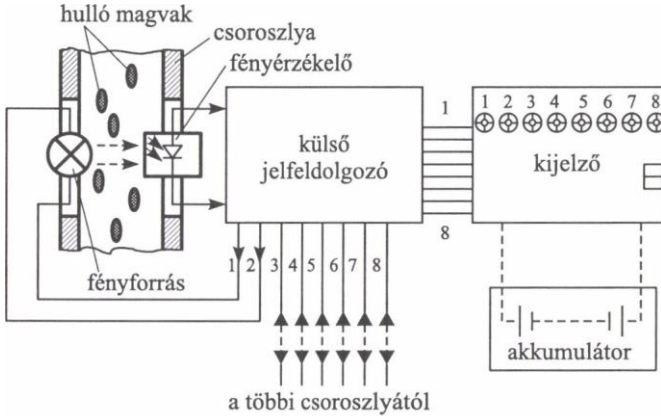 hulló magvak
csoroszlya
fényérzékelő
külső
jelfeldolgozó
1
8
1 2 3 4 5 6 7 8
kijelző
fényforrás
1 2 3 4 5 6 7 8
akkumulátor
a többi csoroszlyától